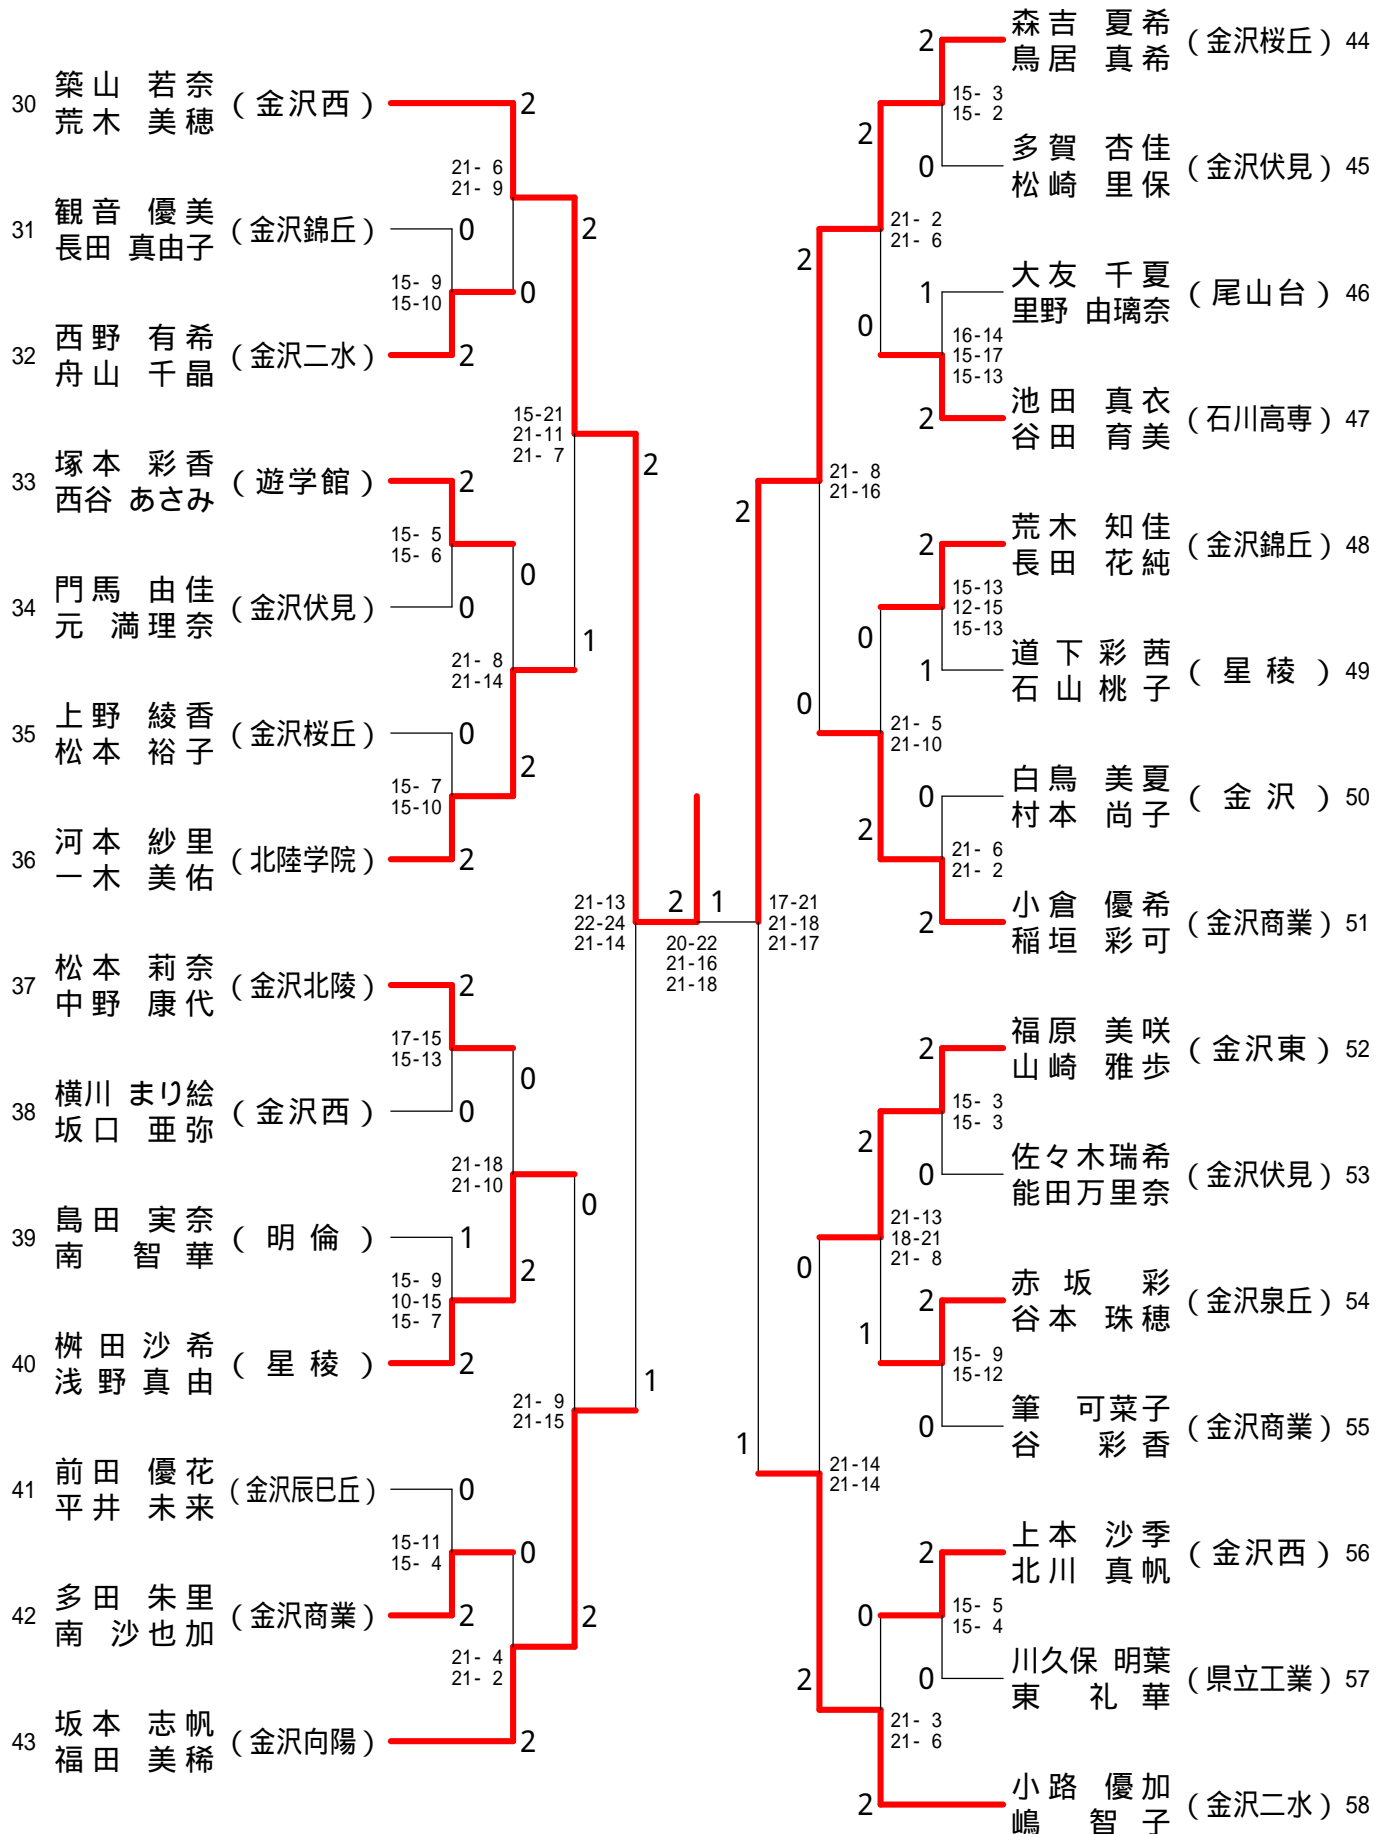 30 築山 若奈 (金沢西) 2
荒木 美穂
21- 6
21- 9
2
31 観音 優美 (金沢錦丘) 0
長田 真由子
15- 9
15-10
0
32 西野 有希 (金沢二水) 2
舟山 千晶
15-21
21-11
21- 7
2
33 塚本 彩香 (遊学館) 2
西谷 あさみ
15- 5
15- 6
0
34 門馬 由佳 (金沢伏見) 0
元 満理奈
21- 8
21-14
1
35 上野 綾香 (金沢桜丘) 0
松本 裕子
15- 7
15-10
2
36 河本 紗里 (北陸学院) 2
一木 美佑
21-13
22-24
21-14
2 1
20-22
21-16
21-18
37 松本 莉奈 (金沢北陵) 2
中野 康代
17-15
15-13
0
38 横川 まり絵 (金沢西) 0
坂口 亜弥
21-18
21-10
0
39 島田 実奈 (明倫) 1
南 智華
15- 9
10-15
15- 7
2
40 桝田沙希 (星稜) 2
浅野真由
21- 9
21-15
1
41 前田 優花 (金沢辰巳丘) 0
平井 未来
15-11
15- 4
0
42 多田 朱里 (金沢商業) 2
南 沙也加
2
21- 4
21- 2
43 坂本 志帆 (金沢向陽) 2
福田 美稀
2 森吉 夏希 (金沢桜丘) 44
鳥居 真希
15- 3
15- 2
2
0 多賀 杏佳 (金沢伏見) 45
松崎 里保
21- 2
21- 6
2
1 大友 千夏 (尾山台) 46
里野 由璃奈
0
16-14
15-17
15-13
2 池田 真衣 (石川高専) 47
谷田 育美
21- 8
21-16
2
2 荒木 知佳 (金沢錦丘) 48
長田 花純
15-13
12-15
15-13
0
1 道下彩茜 (星稜) 49
石山桃子
0
21- 5
21-10
0 白鳥 美夏 (金沢) 50
村本 尚子
2
21- 6
21- 2
2 小倉 優希 (金沢商業) 51
稲垣 彩可
17-21
21-18
21-17
2 福原 美咲 (金沢東) 52
山崎 雅歩
15- 3
15- 3
2
0 佐々木瑞希 (金沢伏見) 53
能田万里奈
21-13
18-21
21- 8
0
2 赤坂 彩 (金沢泉丘) 54
谷本 珠穂
1
15- 9
15-12
0 筆 可菜子 (金沢商業) 55
谷 彩香
1
21-14
21-14
2 上本 沙季 (金沢西) 56
北川 真帆
15- 5
15- 4
0
0 川久保 明葉 (県立工業) 57
東 礼華
2
21- 3
21- 6
2 小路 優加 (金沢二水) 58
嶋 智子